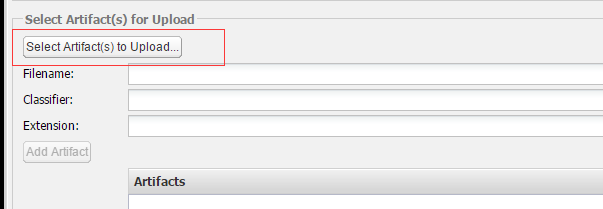 Select Artifact(s) for Upload
Select Artifact(s) to Upload...
Filename:
Classifier:
Extension:
Add Artifact
Artifacts